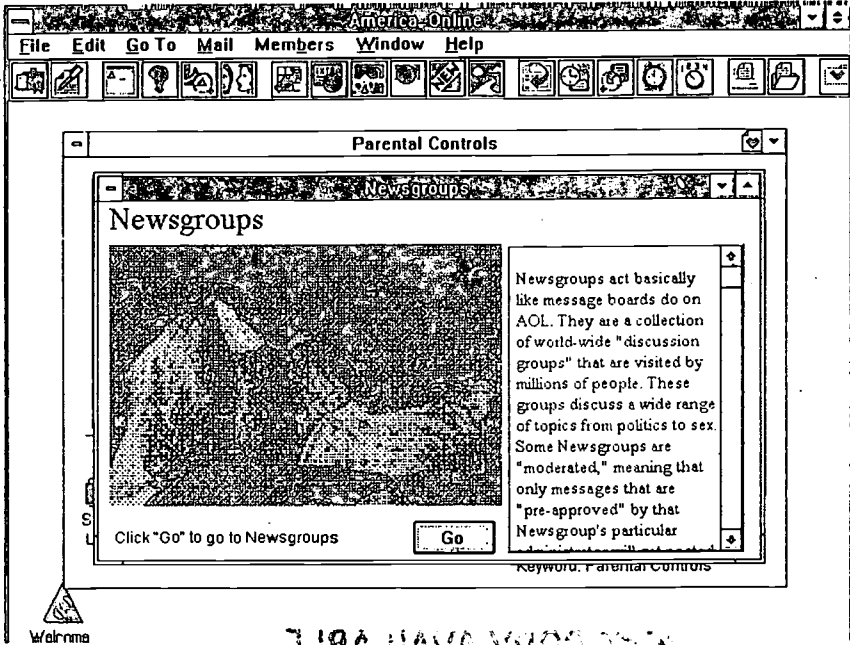 America Online
File Edit Go To Mail Members Window Help
Parental Controls
Newsgroups
Newsgroups
Newsgroups act basically
like message boards do on
AOL. They are a collection
of world-wide "discussion
groups" that are visited by
millions of people. These
groups discuss a wide range
of topics from politics to sex.
Some Newsgroups are
"moderated," meaning that
only messages that are
"pre-approved" by that
Newsgroup's particular
Click "Go" to go to Newsgroups
Go
Keyword: Parental Controls
Welcome